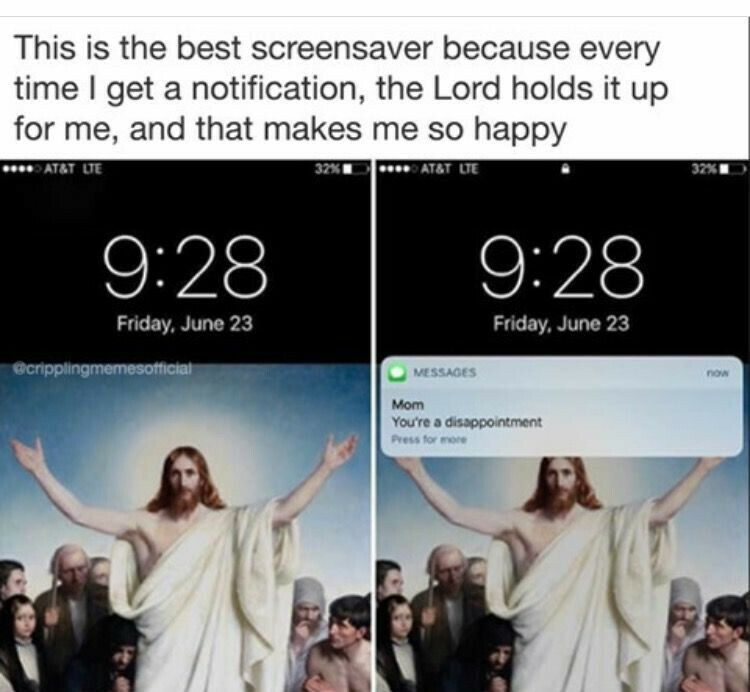 This is the best screensaver because every
time I get a notification, the Lord holds it up
for me, and that makes me so happy
AT&T LTE 32%
9:28
Friday, June 23
@cripplingmemesofficial
AT&T LTE 32%
9:28
Friday, June 23
MESSAGES now
Mom
You're a disappointment
Press for more